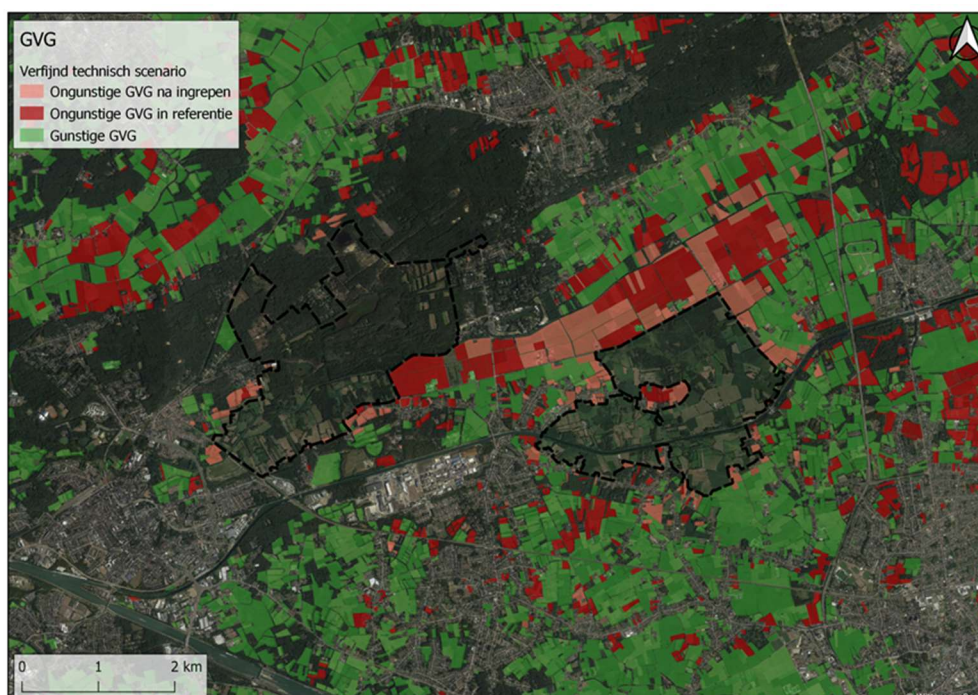 GVG
Verfijnd technisch scenario
Ongunstige GVG na ingrepen
Ongunstige GVG in referentie
Gunstige GVG
0 1 2 km